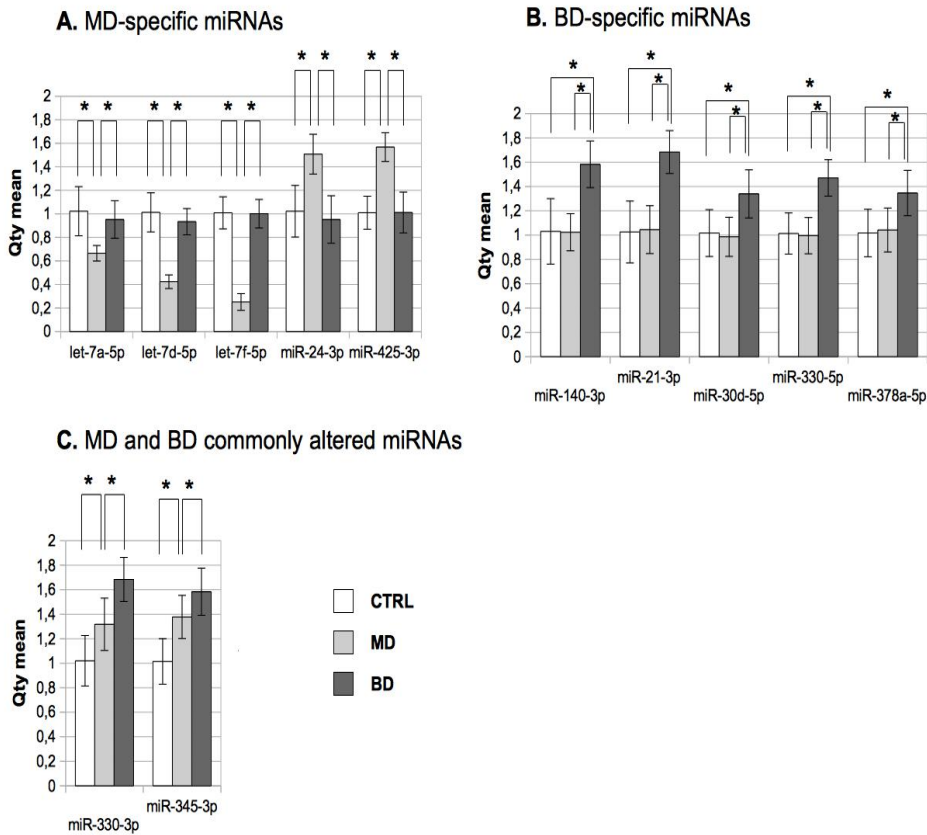 A. MD-specific miRNAs
* * * * * * * * * *
Qty mean
2
1,8
1,6
1,4
1,2
1
0,8
0,6
0,4
0,2
0
let-7a-5p let-7d-5p let-7f-5p miR-24-3p miR-425-3p
B. BD-specific miRNAs
* * * * * * * * * *
Qty mean
2
1,8
1,6
1,4
1,2
1
0,8
0,6
0,4
0,2
0
miR-140-3p miR-21-3p miR-30d-5p miR-330-5p miR-378a-5p
C. MD and BD commonly altered miRNAs
* * * *
Qty mean
2
1,8
1,6
1,4
1,2
1
0,8
0,6
0,4
0,2
0
miR-330-3p miR-345-3p
CTRL
MD
BD